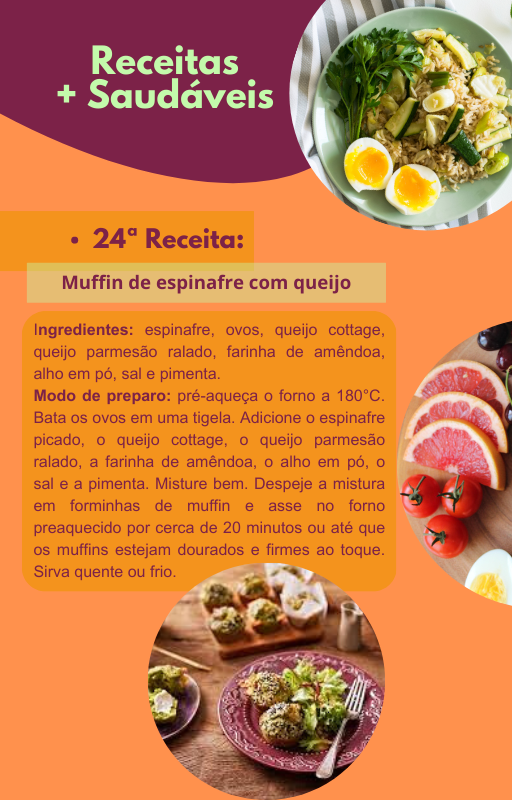 Receitas
+ Saudáveis
• 24ª Receita:
Muffin de espinafre com queijo
Ingredientes: espinafre, ovos, queijo cottage,
queijo parmesão ralado, farinha de amêndoa,
alho em pó, sal e pimenta.
Modo de preparo: pré-aqueça o forno a 180°C.
Bata os ovos em uma tigela. Adicione o espinafre
picado, o queijo cottage, o queijo parmesão
ralado, a farinha de amêndoa, o alho em pó, o
sal e a pimenta. Misture bem. Despeje a mistura
em forminhas de muffin e asse no forno
preaquecido por cerca de 20 minutos ou até que
os muffins estejam dourados e firmes ao toque.
Sirva quente ou frio.